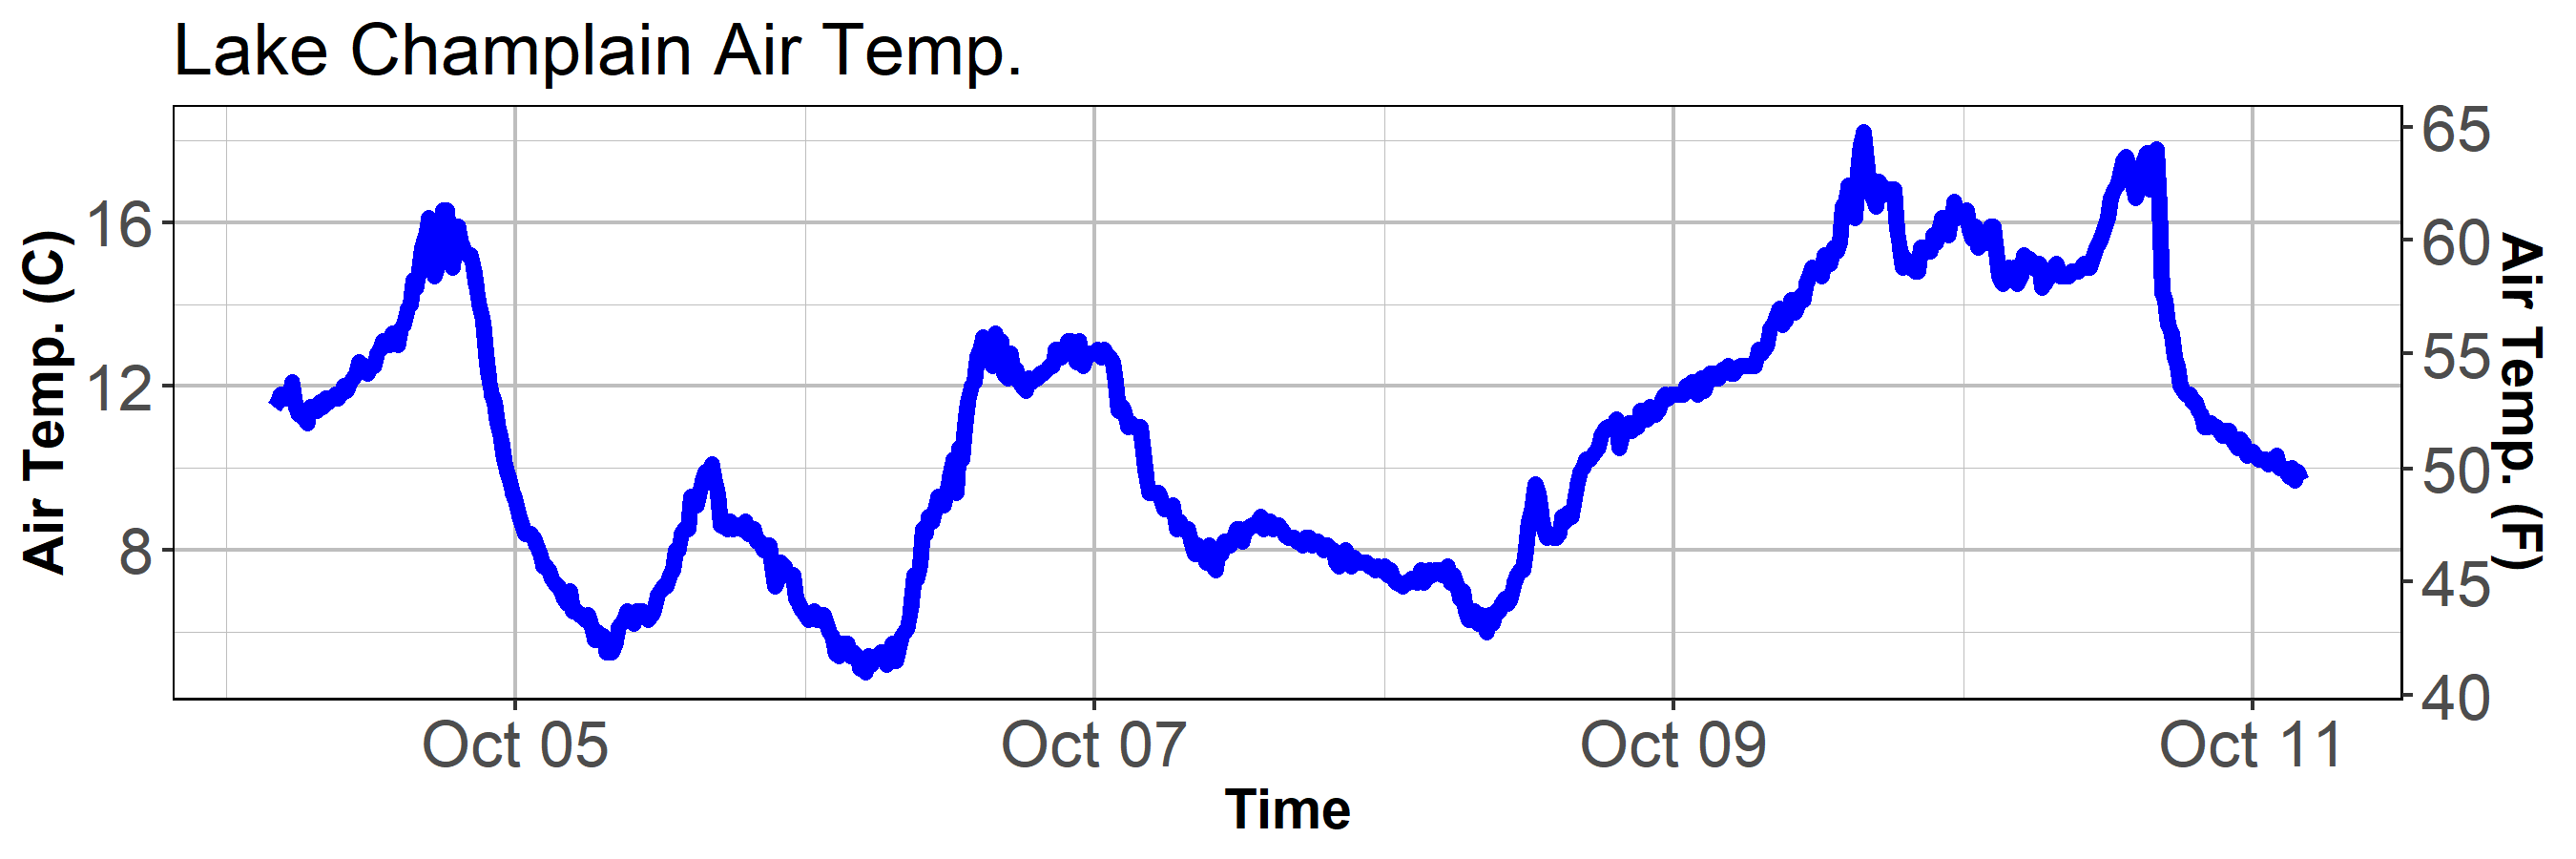 Lake Champlain Air Temp.
Air Temp. (C)
16
12
8
65
60
55
50
45
40
Air Temp. (F)
Oct 05 Oct 07 Oct 09 Oct 11
Time